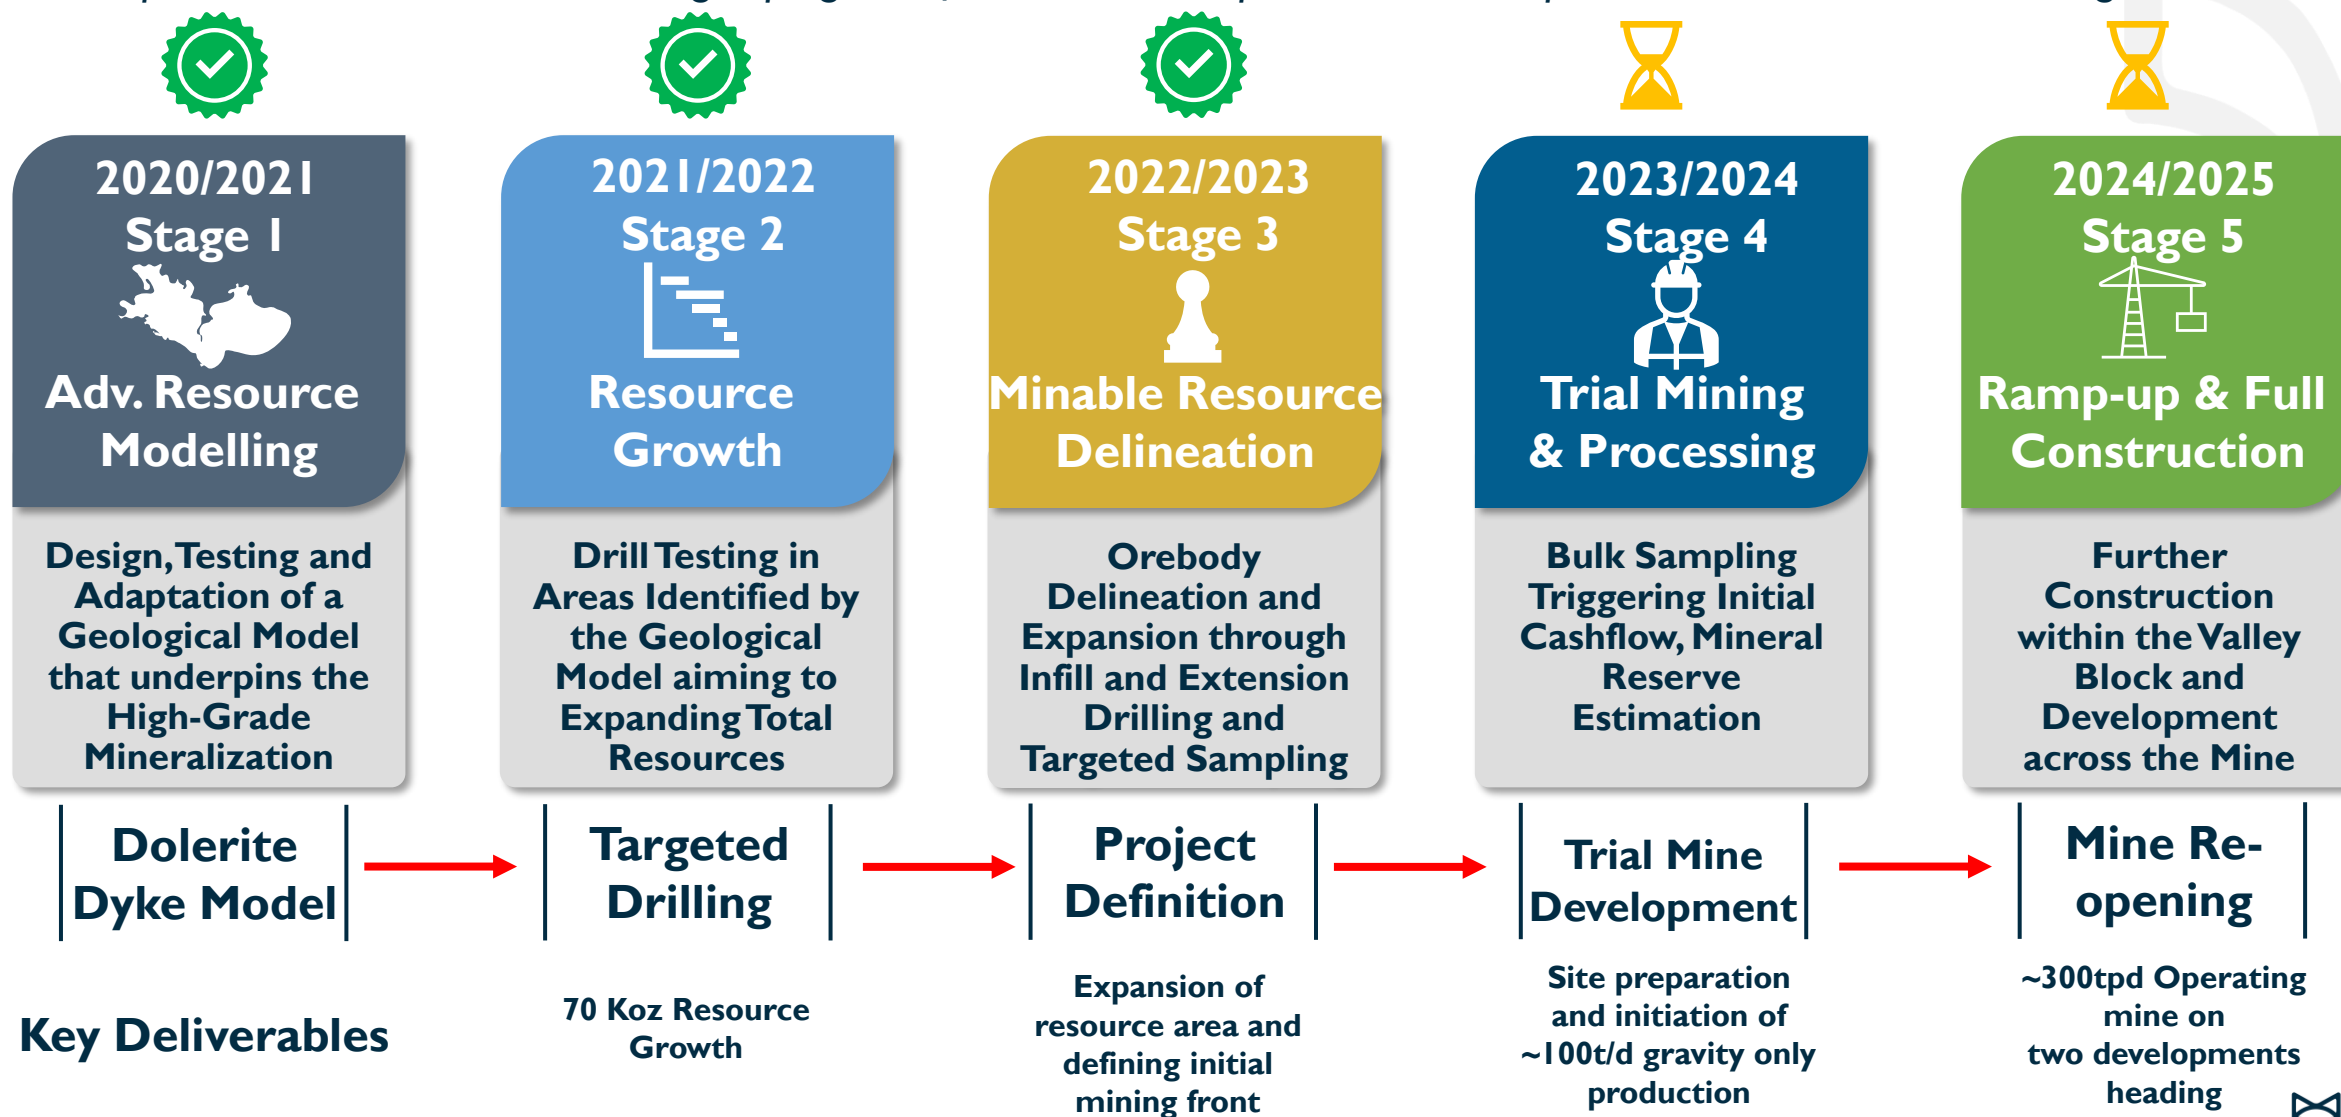 2020/2021
Stage 1
Adv. Resource
Modelling
Design, Testing and
Adaptation of a
Geological Model
that underpins the
High-Grade
Mineralization
Dolerite
Dyke Model
2021/2022
Stage 2
Resource
Growth
Drill Testing in
Areas Identified by
the Geological
Model aiming to
Expanding Total
Resources
Targeted
Drilling
2022/2023
Stage 3
Minable Resource
Delineation
Orebody
Delineation and
Expansion through
Infill and Extension
Drilling and
Targeted Sampling
Project
Definition
2023/2024
Stage 4
Trial Mining
& Processing
Bulk Sampling
Triggering Initial
Cashflow, Mineral
Reserve
Estimation
Trial Mine
Development
2024/2025
Stage 5
Ramp-up & Full
Construction
Further
Construction
within the Valley
Block and
Development
across the Mine
Mine Re-
opening
Key Deliverables
70 Koz Resource
Growth
Expansion of
resource area and
defining initial
mining front
Site preparation
and initiation of
~100t/d gravity only
production
~300tpd Operating
mine on
two developments
heading